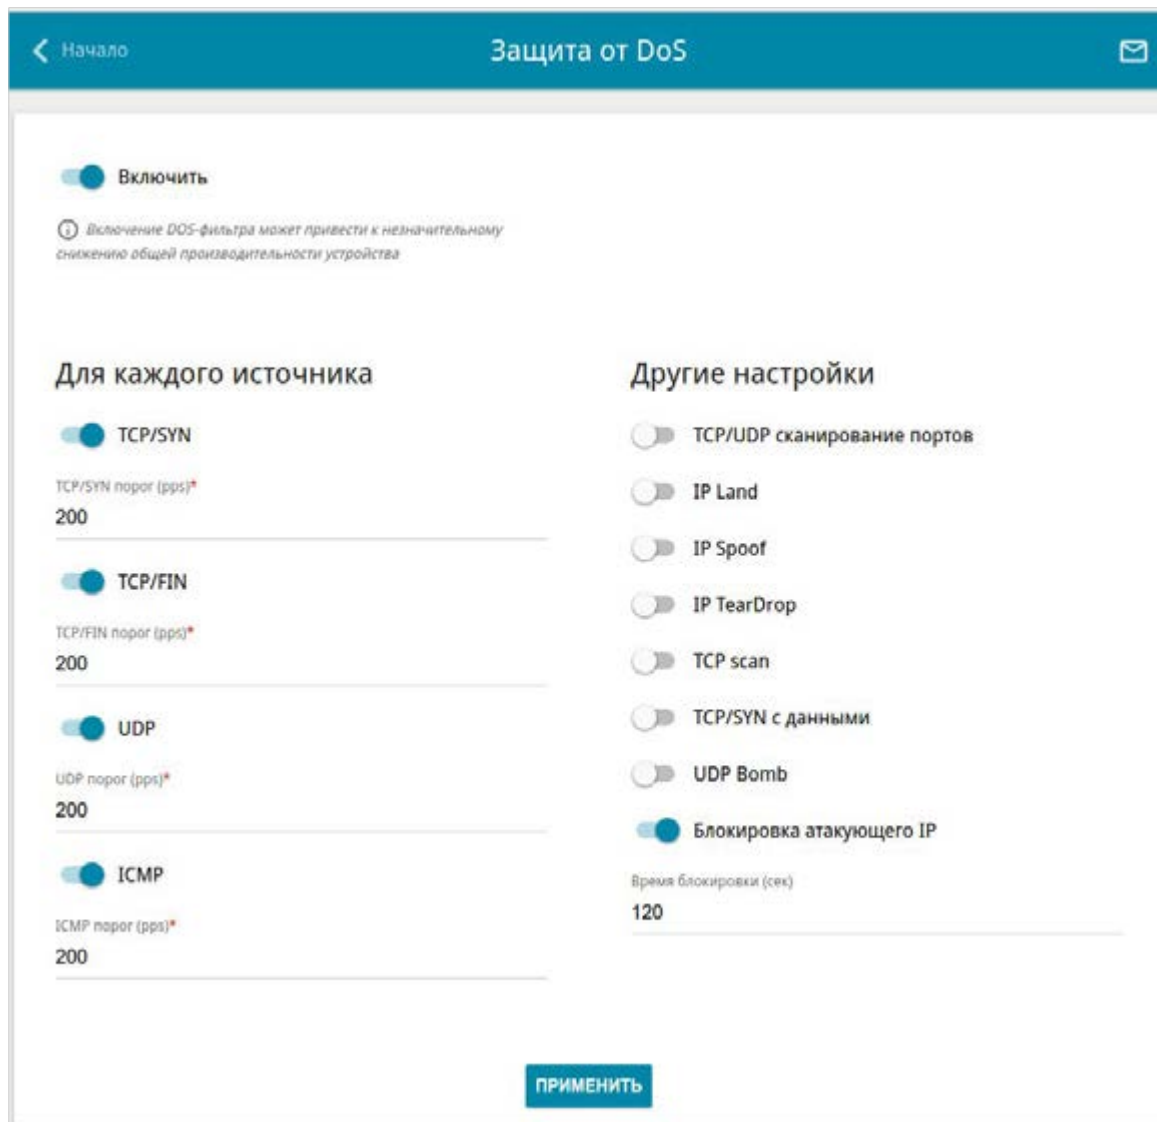 Начало
Защита от DoS
Включить
Включение DOS-фильтра может привести к незначительному
снижению общей производительности устройства
Для каждого источника
TCP/SYN
TCP/SYN порог (pps)*
200
TCP/FIN
TCP/FIN порог (pps)*
200
UDP
UDP порог (pps)*
200
ICMP
ICMP порог (pps)*
200
Другие настройки
TCP/UDP сканирование портов
IP Land
IP Spoof
IP TearDrop
TCP scan
TCP/SYN с данными
UDP Bomb
Блокировка атакующего IP
Время блокировки (сек)
120
ПРИМЕНИТЬ